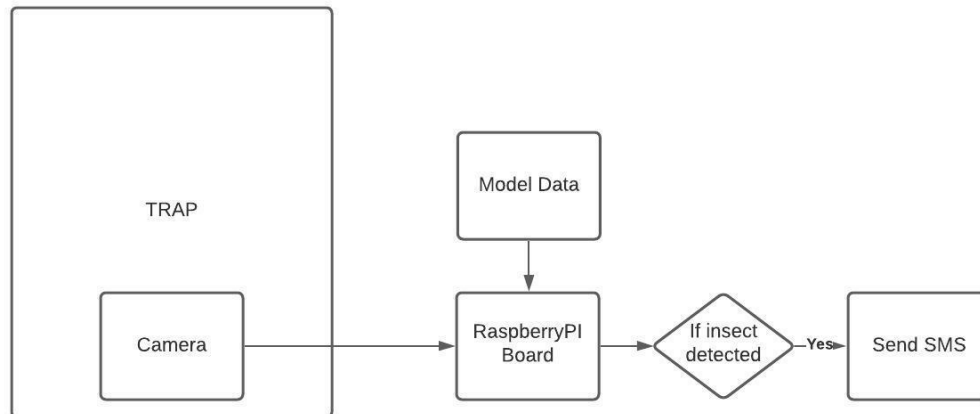 TRAP
Model Data
Camera
RaspberryPI
Board
If insect
detected
Yes
Send SMS